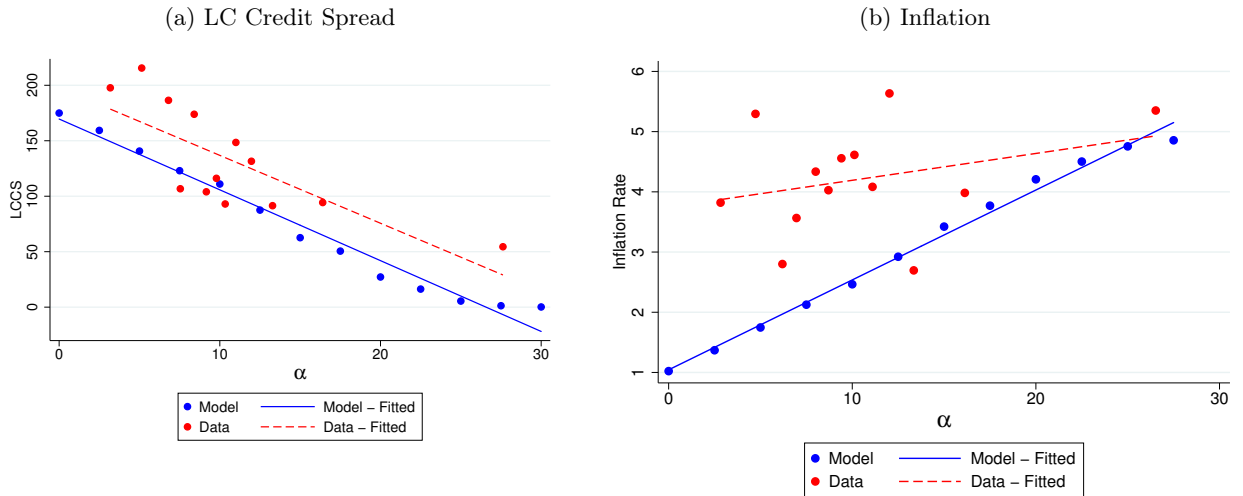 (a) LC Credit Spread
LCCS
200
150
100
50
0
0 10 20 30
α
Model Model – Fitted
Data Data – Fitted
(b) Inflation
Inflation Rate
6
5
4
3
2
1
0 10 20 30
α
Model Model – Fitted
Data Data – Fitted